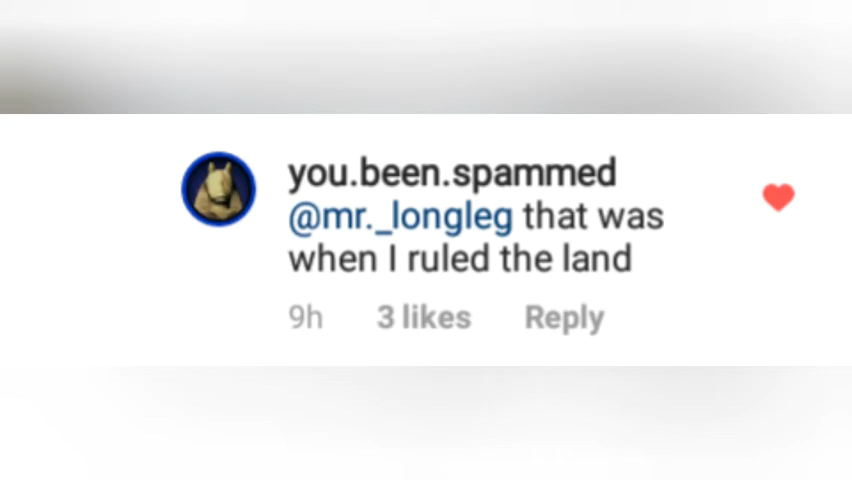 you.been.spammed
@mr._longleg that was
when I ruled the land
9h 3 likes Reply